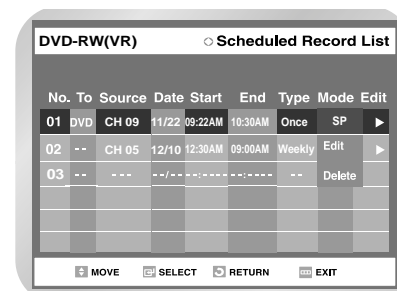 DVD-RW(VR) Scheduled Record List
No. To Source Date Start End Type Mode Edit
01 DVD CH 09 11/22 09:22AM 10:30AM Once SP ▶
02 -- CH 05 12/10 12:30AM 09:00AM Weekly Edit ▶
03 -- --- --/-- --:---- --:---- -- Delete
MOVE SELECT RETURN EXIT